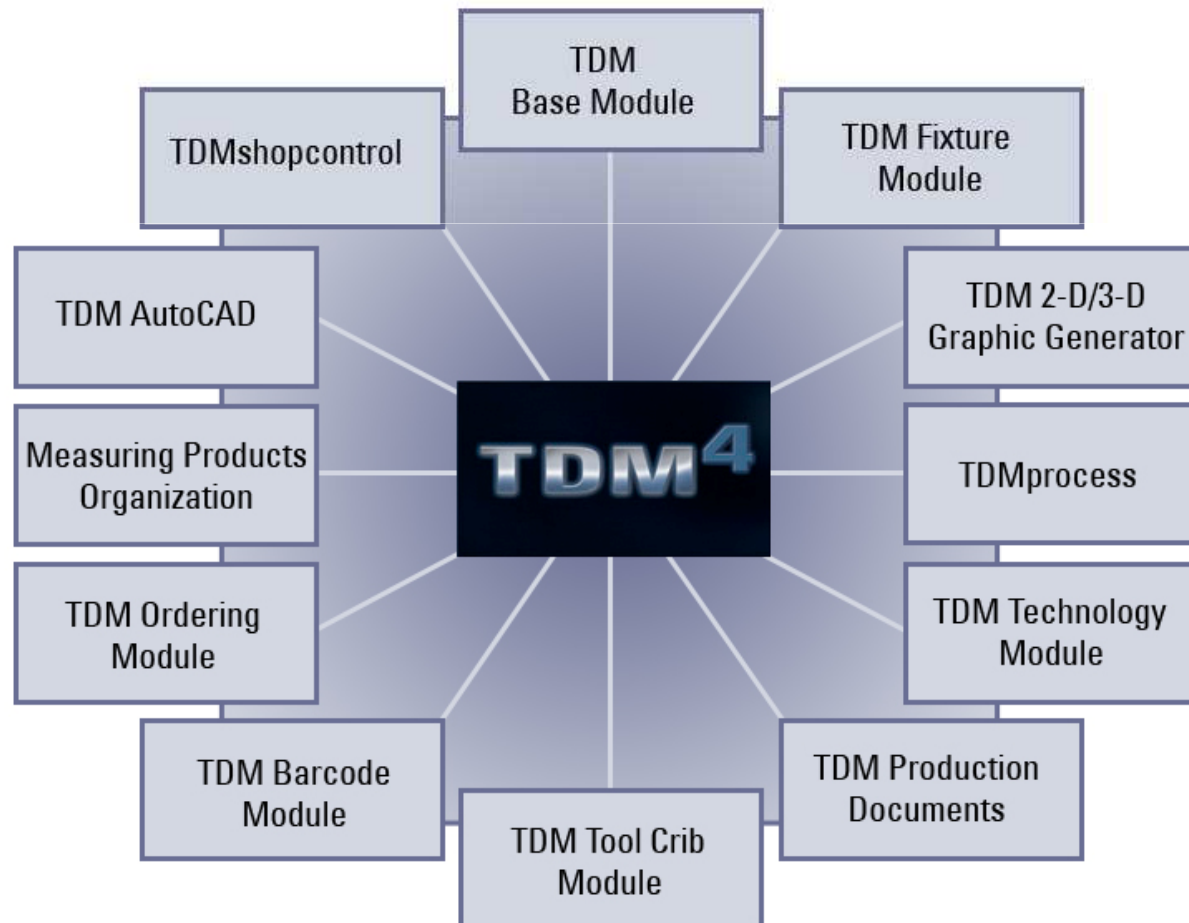 TDM
Base Module
TDMshopcontrol
TDM Fixture
Module
TDM AutoCAD
TDM 2-D/3-D
Graphic Generator
Measuring Products
Organization
TDM4
TDMprocess
TDM Ordering
Module
TDM Technology
Module
TDM Barcode
Module
TDM Production
Documents
TDM Tool Crib
Module